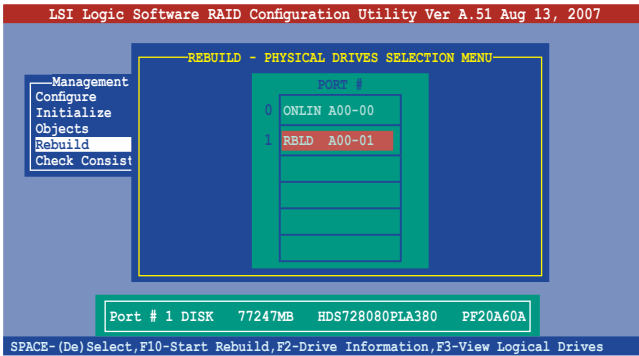 LSI Logic Software RAID Configuration Utility Ver A.51 Aug 13, 2007
REBUILD - PHYSICAL DRIVES SELECTION MENU
Management
Configure
Initialize
Objects
Rebuild
Check Consist
PORT #
0 ONLIN A00-00
1 RBLD A00-01
Port # 1 DISK 77247MB HDS728080PLA380 PF20A60A
SPACE-(De)Select,F10-Start Rebuild,F2-Drive Information,F3-View Logical Drives